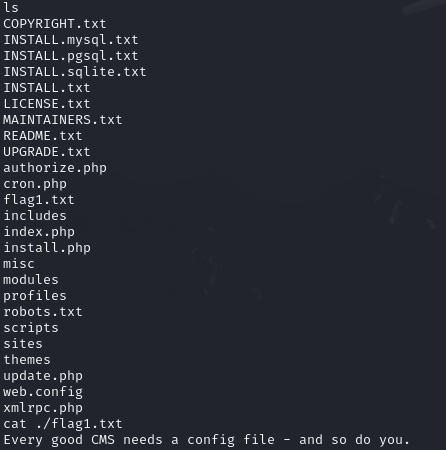 ls
COPYRIGHT.txt
INSTALL.mysql.txt
INSTALL.pgsql.txt
INSTALL.sqlite.txt
INSTALL.txt
LICENSE.txt
MAINTAINERS.txt
README.txt
UPGRADE.txt
authorize.php
cron.php
flag1.txt
includes
index.php
install.php
misc
modules
profiles
robots.txt
scripts
sites
themes
update.php
web.config
xmlrpc.php
cat ./flag1.txt
Every good CMS needs a config file - and so do you.